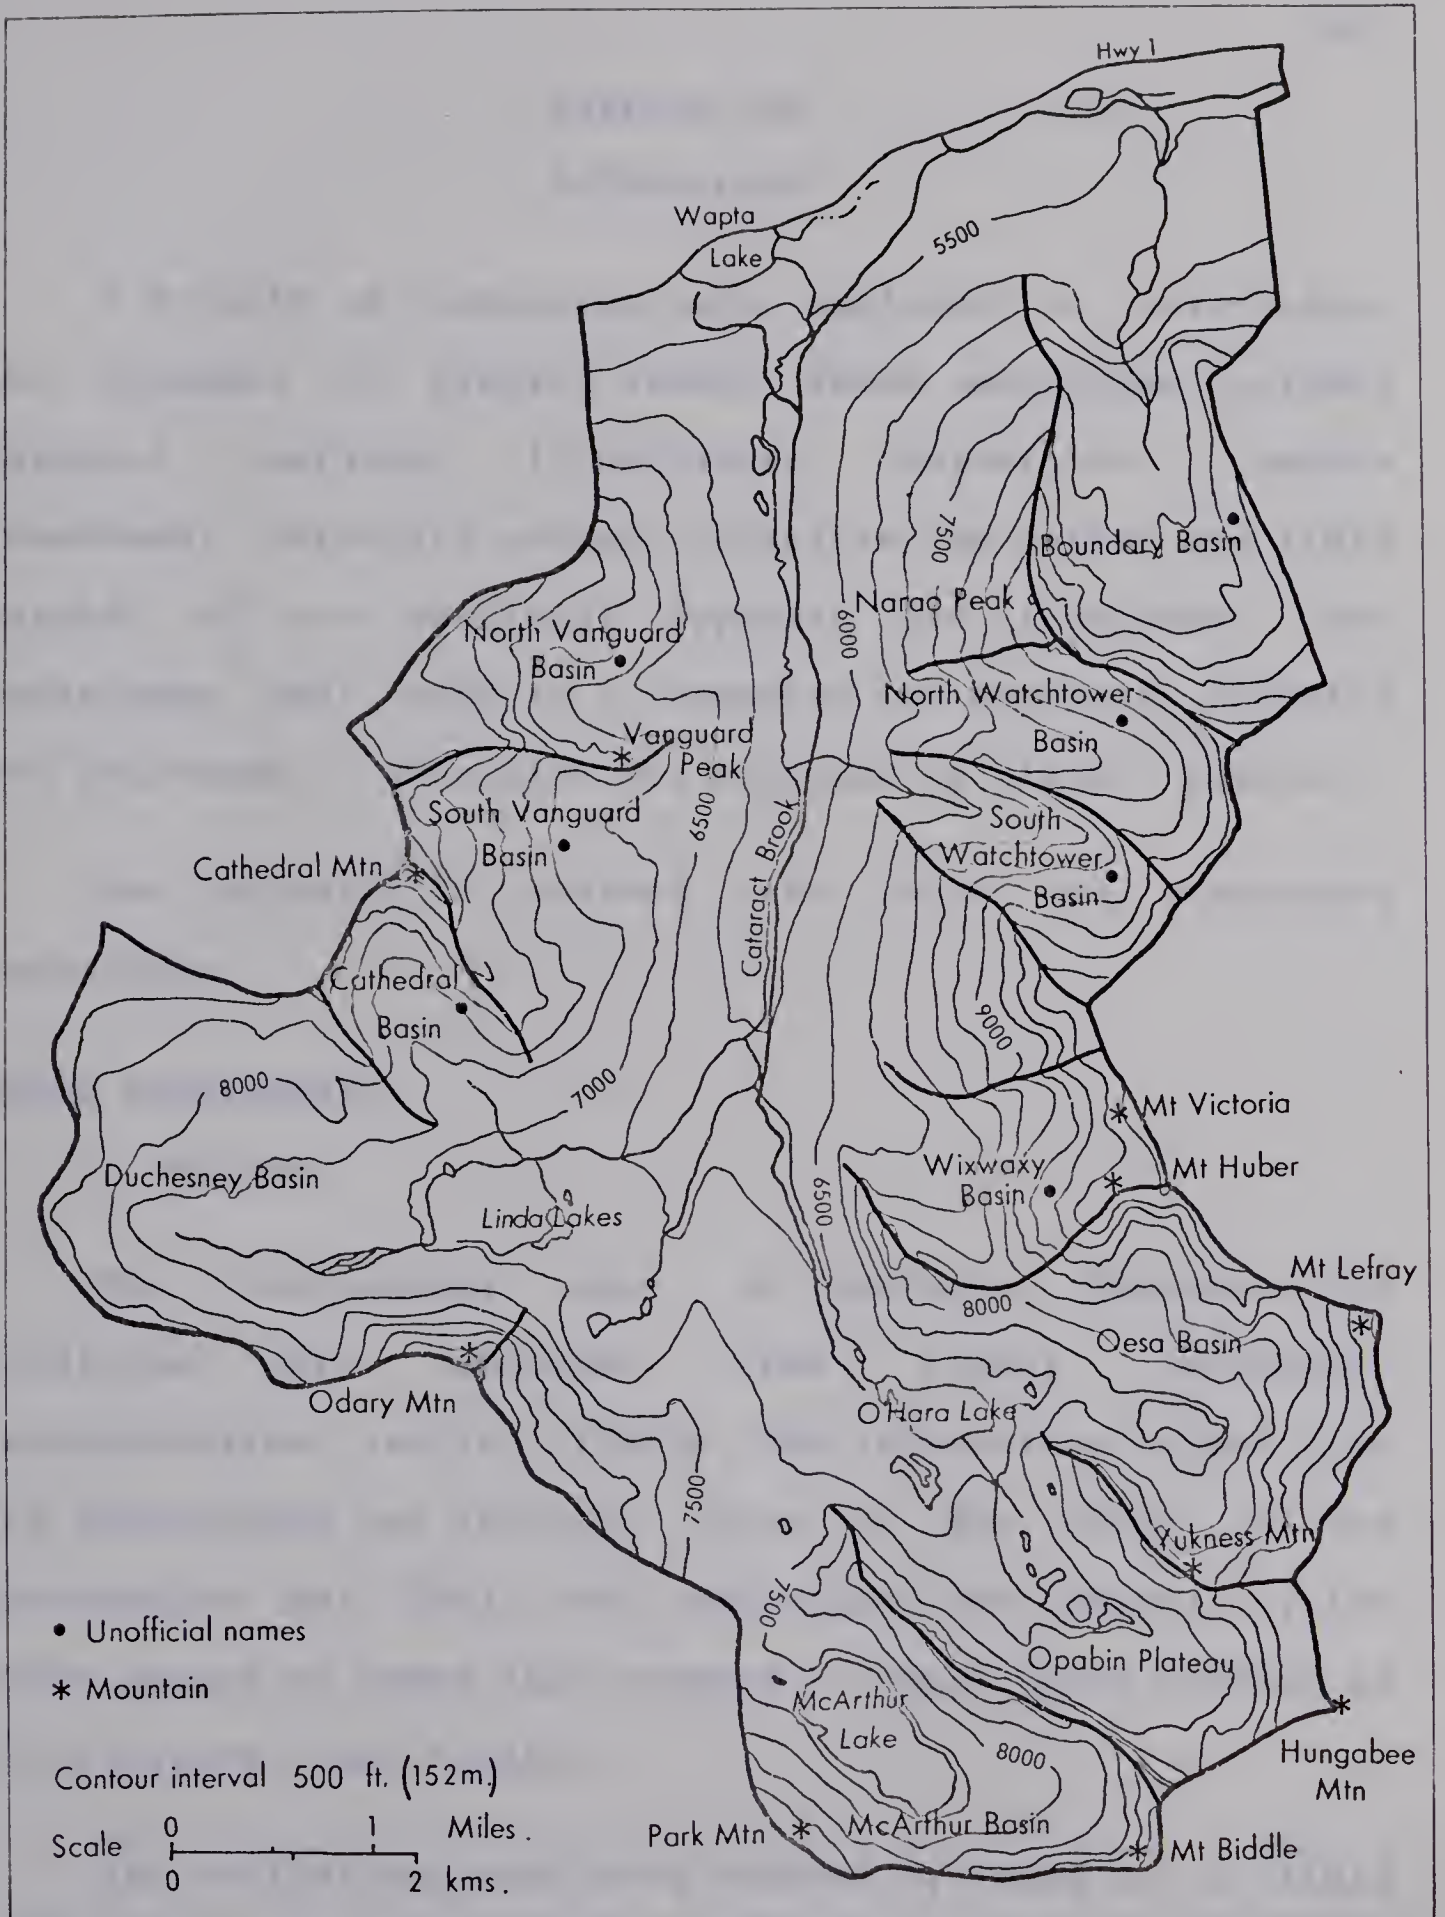 Hwy 1
Wapta
Lake
5500
7500
Boundary Basin
Narao Peak
6000
North Vanguard
Basin
North Watchtower
Basin
Vanguard
Peak
6500
South Vanguard
Basin
South
Watchtower
Basin
Cathedral Mtn
Cataract Brook
Cathedral
Basin
9000
8000
7000
Mt Victoria
Duchesney Basin
Wixwaxy
Basin
Mt Huber
Linda Lakes
6500
Mt Lefray
8000
Oesa Basin
Odary Mtn
O'Hara Lake
7500
Yukness Mtn
7500
• Unofficial names
Opabin Plateau
* Mountain
McArthur
Lake
8000
Hungabee
Mtn
Contour interval 500 ft. (152m.)
McArthur Basin
Park Mtn
Mt Biddle
Scale
0 1 Miles.
0 2 kms.